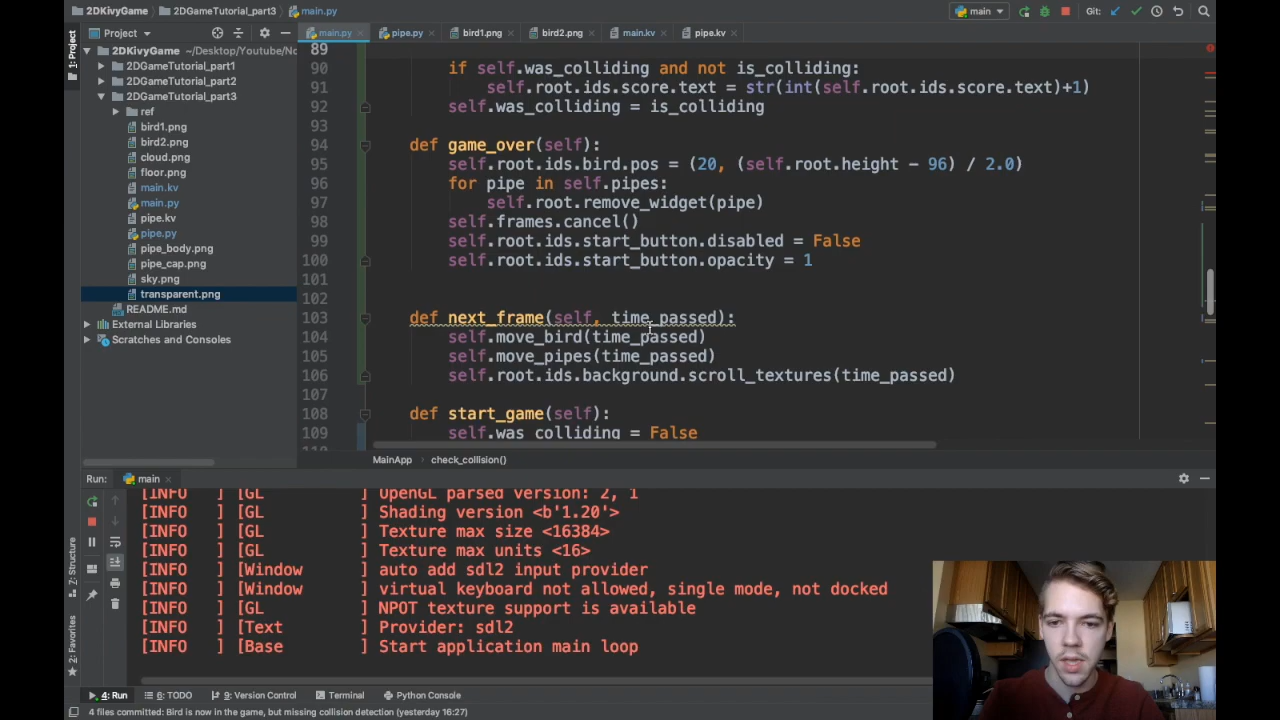 2DKivyGame 2DGameTutorial_part3 main.py main Git:
Project main.py pipe.py bird1.png bird2.png main.kv pipe.kv
1: Project
2DKivyGame ~/Desktop/Youtube/No
2DGameTutorial_part1
2DGameTutorial_part2
2DGameTutorial_part3
ref
bird1.png
bird2.png
cloud.png
floor.png
main.kv
main.py
pipe.kv
pipe.py
pipe_body.png
pipe_cap.png
sky.png
transparent.png
README.md
External Libraries
Scratches and Consoles
89
90 if self.was_colliding and not is_colliding:
91 self.root.ids.score.text = str(int(self.root.ids.score.text)+1)
92 self.was_colliding = is_colliding
93
94 def game_over(self):
95 self.root.ids.bird.pos = (20, (self.root.height - 96) / 2.0)
96 for pipe in self.pipes:
97 self.root.remove_widget(pipe)
98 self.frames.cancel()
99 self.root.ids.start_button.disabled = False
100 self.root.ids.start_button.opacity = 1
101
102
103 def next_frame(self, time_passed):
104 self.move_bird(time_passed)
105 self.move_pipes(time_passed)
106 self.root.ids.background.scroll_textures(time_passed)
107
108 def start_game(self):
109 self.was_colliding = False
MainApp check_collision()
Run: main
[INFO ] [GL ] OpenGL parsed version: 2, 1
[INFO ] [GL ] Shading version <b'1.20'>
[INFO ] [GL ] Texture max size <16384>
[INFO ] [GL ] Texture max units <16>
[INFO ] [Window ] auto add sdl2 input provider
[INFO ] [Window ] virtual keyboard not allowed, single mode, not docked
[INFO ] [GL ] NPOT texture support is available
[INFO ] [Text ] Provider: sdl2
[INFO ] [Base ] Start application main loop
Z: Structure
2: Favorites
4: Run 6: TODO 9: Version Control Terminal Python Console
4 files committed: Bird is now in the game, but missing collision detection (yesterday 16:27)